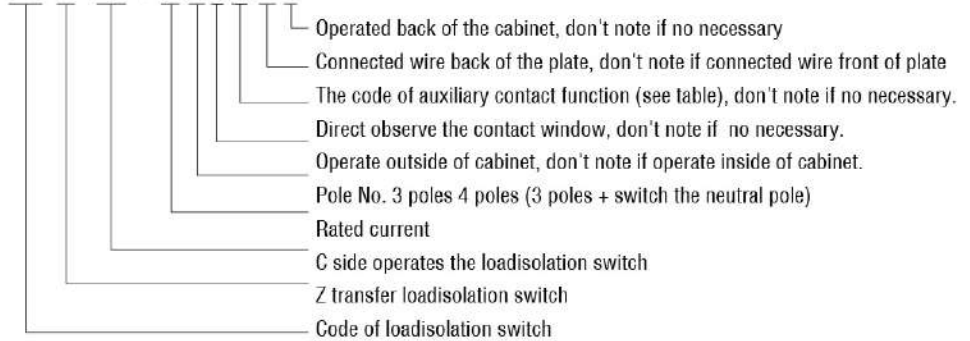 Operated back of the cabinet, don't note if no necessary
Connected wire back of the plate, don't note if connected wire front of plate
The code of auxiliary contact function (see table), don't note if no necessary.
Direct observe the contact window, don't note if no necessary.
Operate outside of cabinet, don't note if operate inside of cabinet.
Pole No. 3 poles 4 poles (3 poles + switch the neutral pole)
Rated current
C side operates the loadisolation switch
Z transfer loadisolation switch
Code of loadisolation switch